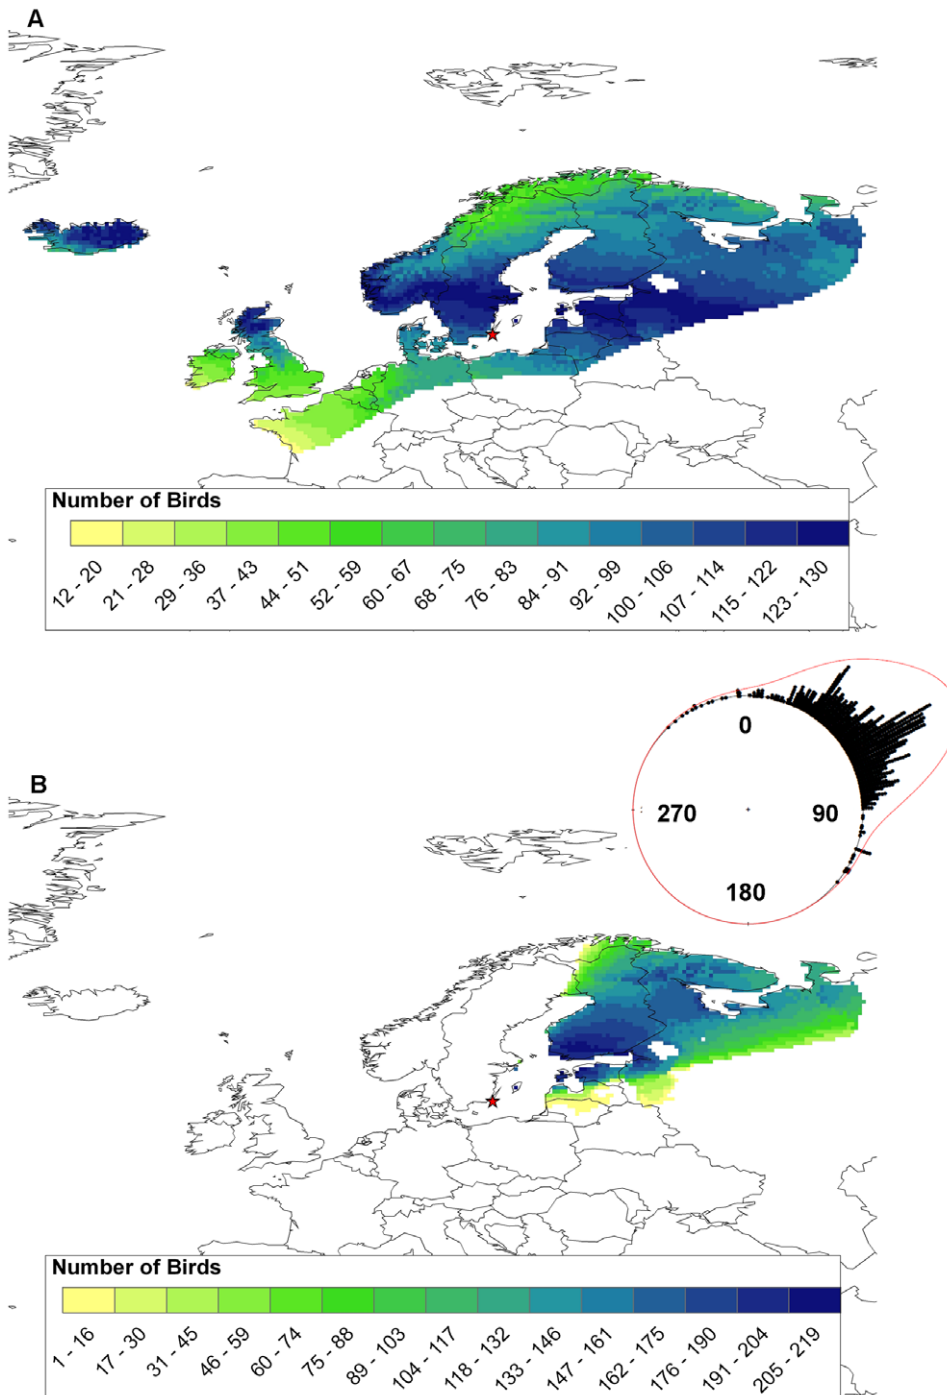 A
Number of Birds
12 - 20
21 - 28
29 - 36
37 - 43
44 - 51
52 - 59
60 - 67
68 - 75
76 - 83
84 - 91
92 - 99
100 - 106
107 - 114
115 - 122
123 - 130
0
90
180
270
B
Number of Birds
1 - 16
17 - 30
31 - 45
46 - 59
60 - 74
75 - 88
89 - 103
104 - 117
118 - 132
133 - 146
147 - 161
162 - 175
176 - 190
191 - 204
205 - 219